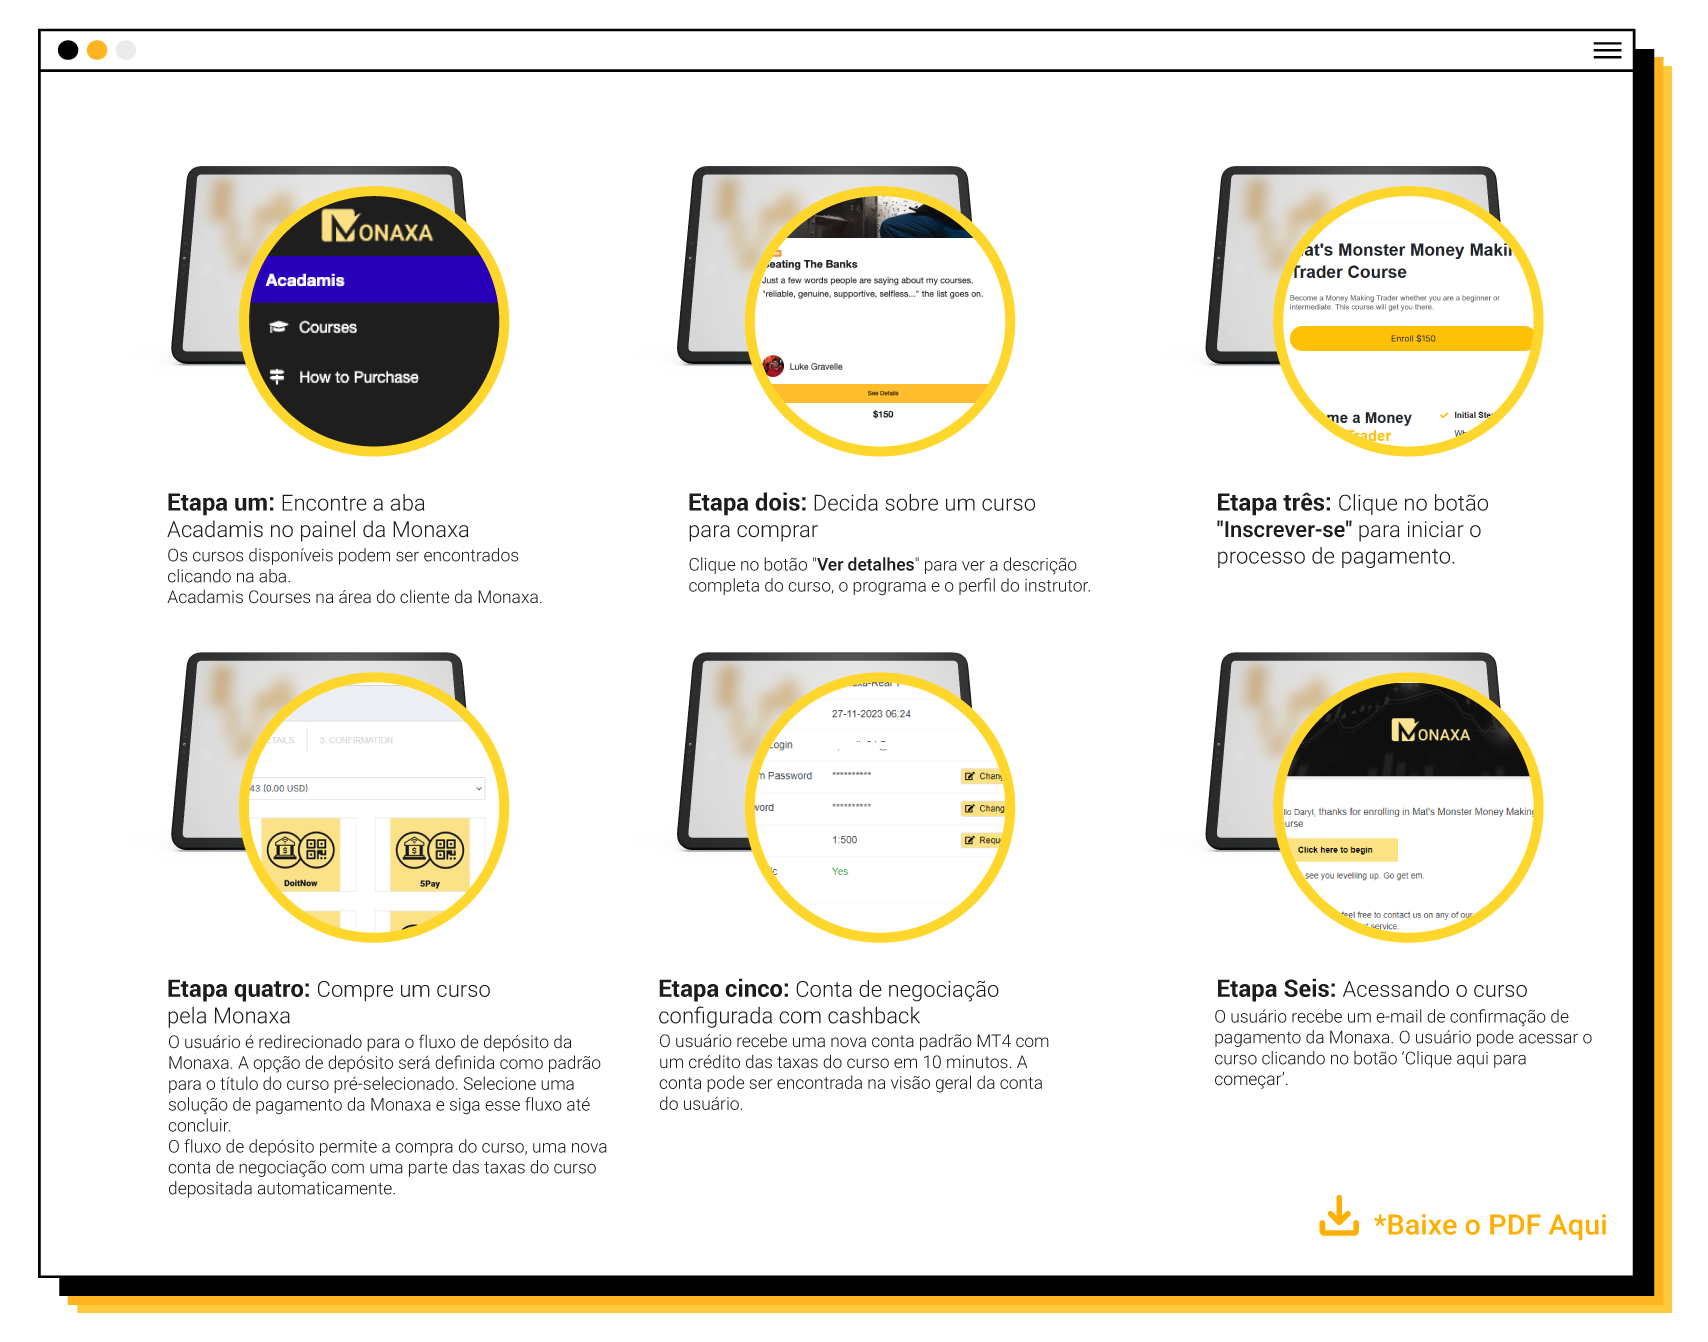 MONAXA
Acadamis
Courses
How to Purchase
Beating The Banks
Just a few words people are saying about my courses,
"reliable, genuine, supportive, selfless..." the list goes on.
Luke Gravelle
See Details
$150
Mat's Monster Money Making
Trader Course
Become a Money Making Trader whether you are a beginner or
intermediate. This course will get you there.
Enroll $150
me a Money
Trader
Initial Ste
Etapa um: Encontre a aba
Acadamis no painel da Monaxa
Os cursos disponíveis podem ser encontrados
clicando na aba.
Acadamis Courses na área do cliente da Monaxa.
Etapa dois: Decida sobre um curso
para comprar
Clique no botão "Ver detalhes" para ver a descrição
completa do curso, o programa e o perfil do instrutor.
Etapa três: Clique no botão
"Inscrever-se" para iniciar o
processo de pagamento.
3. CONFIRMATION
43 (0.00 USD)
DoitNow
5Pay
27-11-2023 06:24
Login
Password
**********
Chang
word
**********
Chang
1:500
Requ
Yes
MONAXA
Daryl, thanks for enrolling in Mat's Monster Money Making
Click here to begin
see you levelling up. Go get em.
feel free to contact us on any of our
service.
Etapa quatro: Compre um curso
pela Monaxa
O usuário é redirecionado para o fluxo de depósito da
Monaxa. A opção de depósito será definida como padrão
para o título do curso pré-selecionado. Selecione uma
solução de pagamento da Monaxa e siga esse fluxo até
concluir.
O fluxo de depósito permite a compra do curso, uma nova
conta de negociação com uma parte das taxas do curso
depositada automaticamente.
Etapa cinco: Conta de negociação
configurada com cashback
O usuário recebe uma nova conta padrão MT4 com
um crédito das taxas do curso em 10 minutos. A
conta pode ser encontrada na visão geral da conta
do usuário.
Etapa Seis: Acessando o curso
O usuário recebe um e-mail de confirmação de
pagamento da Monaxa. O usuário pode acessar o
curso clicando no botão ‘Clique aqui para
começar’.
*Baixe o PDF Aqui